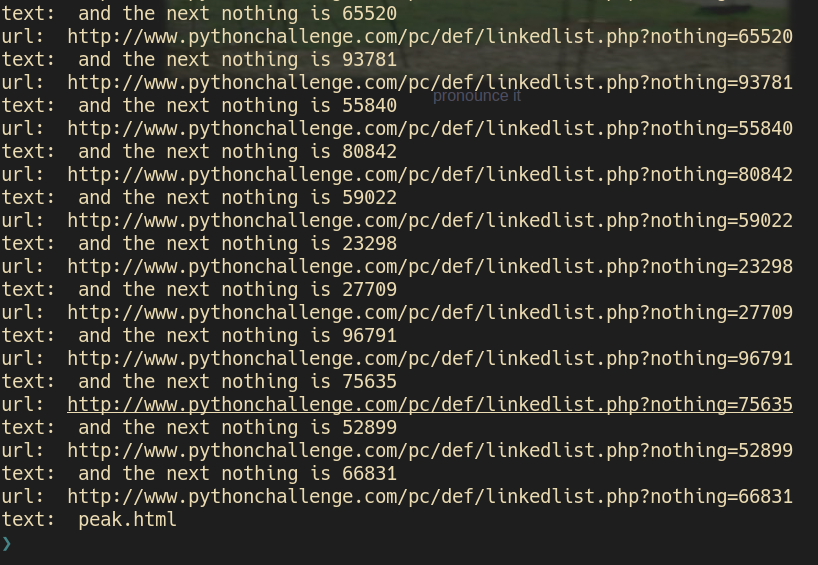 text:  and the next nothing is 65520
url:  http://www.pythonchallenge.com/pc/def/linkedlist.php?nothing=65520
text:  and the next nothing is 93781
url:  http://www.pythonchallenge.com/pc/def/linkedlist.php?nothing=93781
pronounce it
text:  and the next nothing is 55840
url:  http://www.pythonchallenge.com/pc/def/linkedlist.php?nothing=55840
text:  and the next nothing is 80842
url:  http://www.pythonchallenge.com/pc/def/linkedlist.php?nothing=80842
text:  and the next nothing is 59022
url:  http://www.pythonchallenge.com/pc/def/linkedlist.php?nothing=59022
text:  and the next nothing is 23298
url:  http://www.pythonchallenge.com/pc/def/linkedlist.php?nothing=23298
text:  and the next nothing is 27709
url:  http://www.pythonchallenge.com/pc/def/linkedlist.php?nothing=27709
text:  and the next nothing is 96791
url:  http://www.pythonchallenge.com/pc/def/linkedlist.php?nothing=96791
text:  and the next nothing is 75635
url:  http://www.pythonchallenge.com/pc/def/linkedlist.php?nothing=75635
text:  and the next nothing is 52899
url:  http://www.pythonchallenge.com/pc/def/linkedlist.php?nothing=52899
text:  and the next nothing is 66831
url:  http://www.pythonchallenge.com/pc/def/linkedlist.php?nothing=66831
text:  peak.html
❯